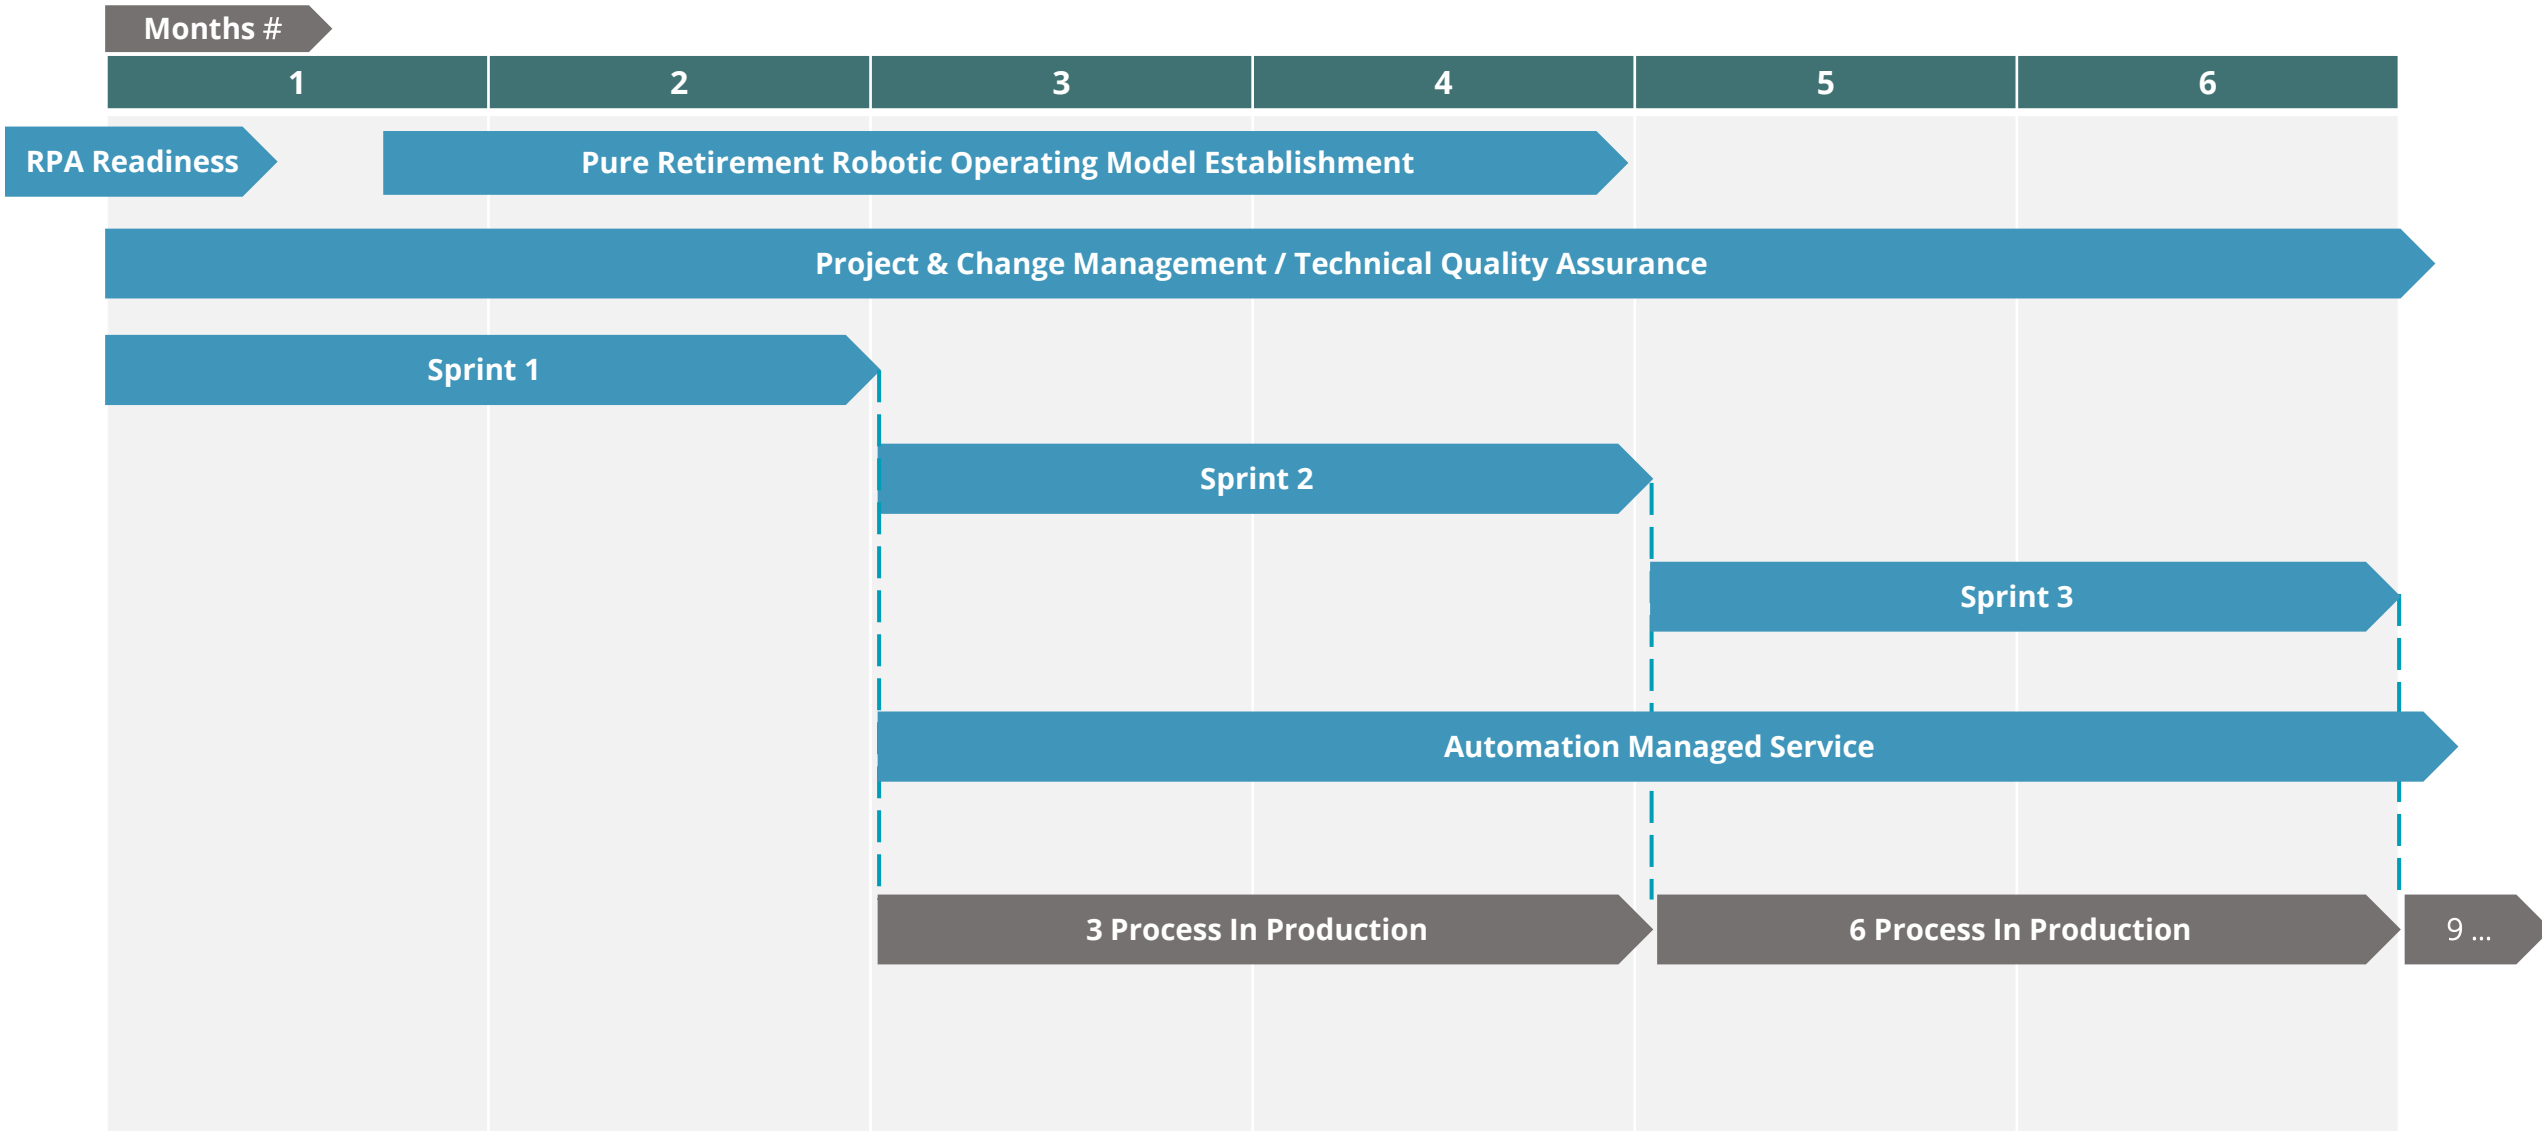 Months #
1 2 3 4 5 6
RPA Readiness
Pure Retirement Robotic Operating Model Establishment
Project & Change Management / Technical Quality Assurance
Sprint 1
Sprint 2
Sprint 3
Automation Managed Service
3 Process In Production
6 Process In Production
9 ...